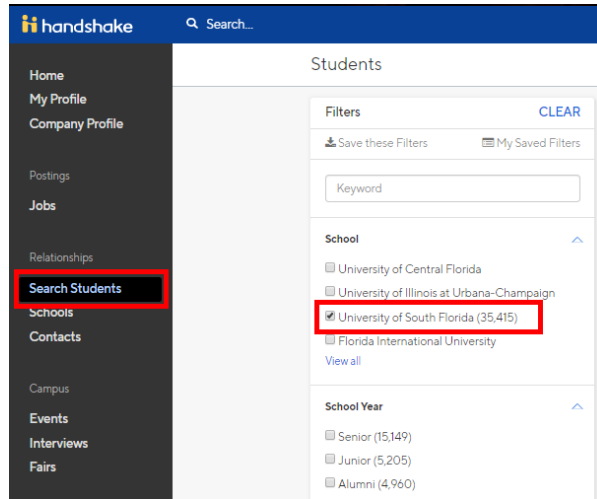 handshake
Search...
Home
My Profile
Company Profile
Postings
Jobs
Relationships
Search Students
Schools
Contacts
Campus
Events
Interviews
Fairs
Students
Filters CLEAR
Save these Filters My Saved Filters
Keyword
School
University of Central Florida
University of Illinois at Urbana-Champaign
University of South Florida (35,415)
Florida International University
View all
School Year
Senior (15,149)
Junior (5,205)
Alumni (4,960)